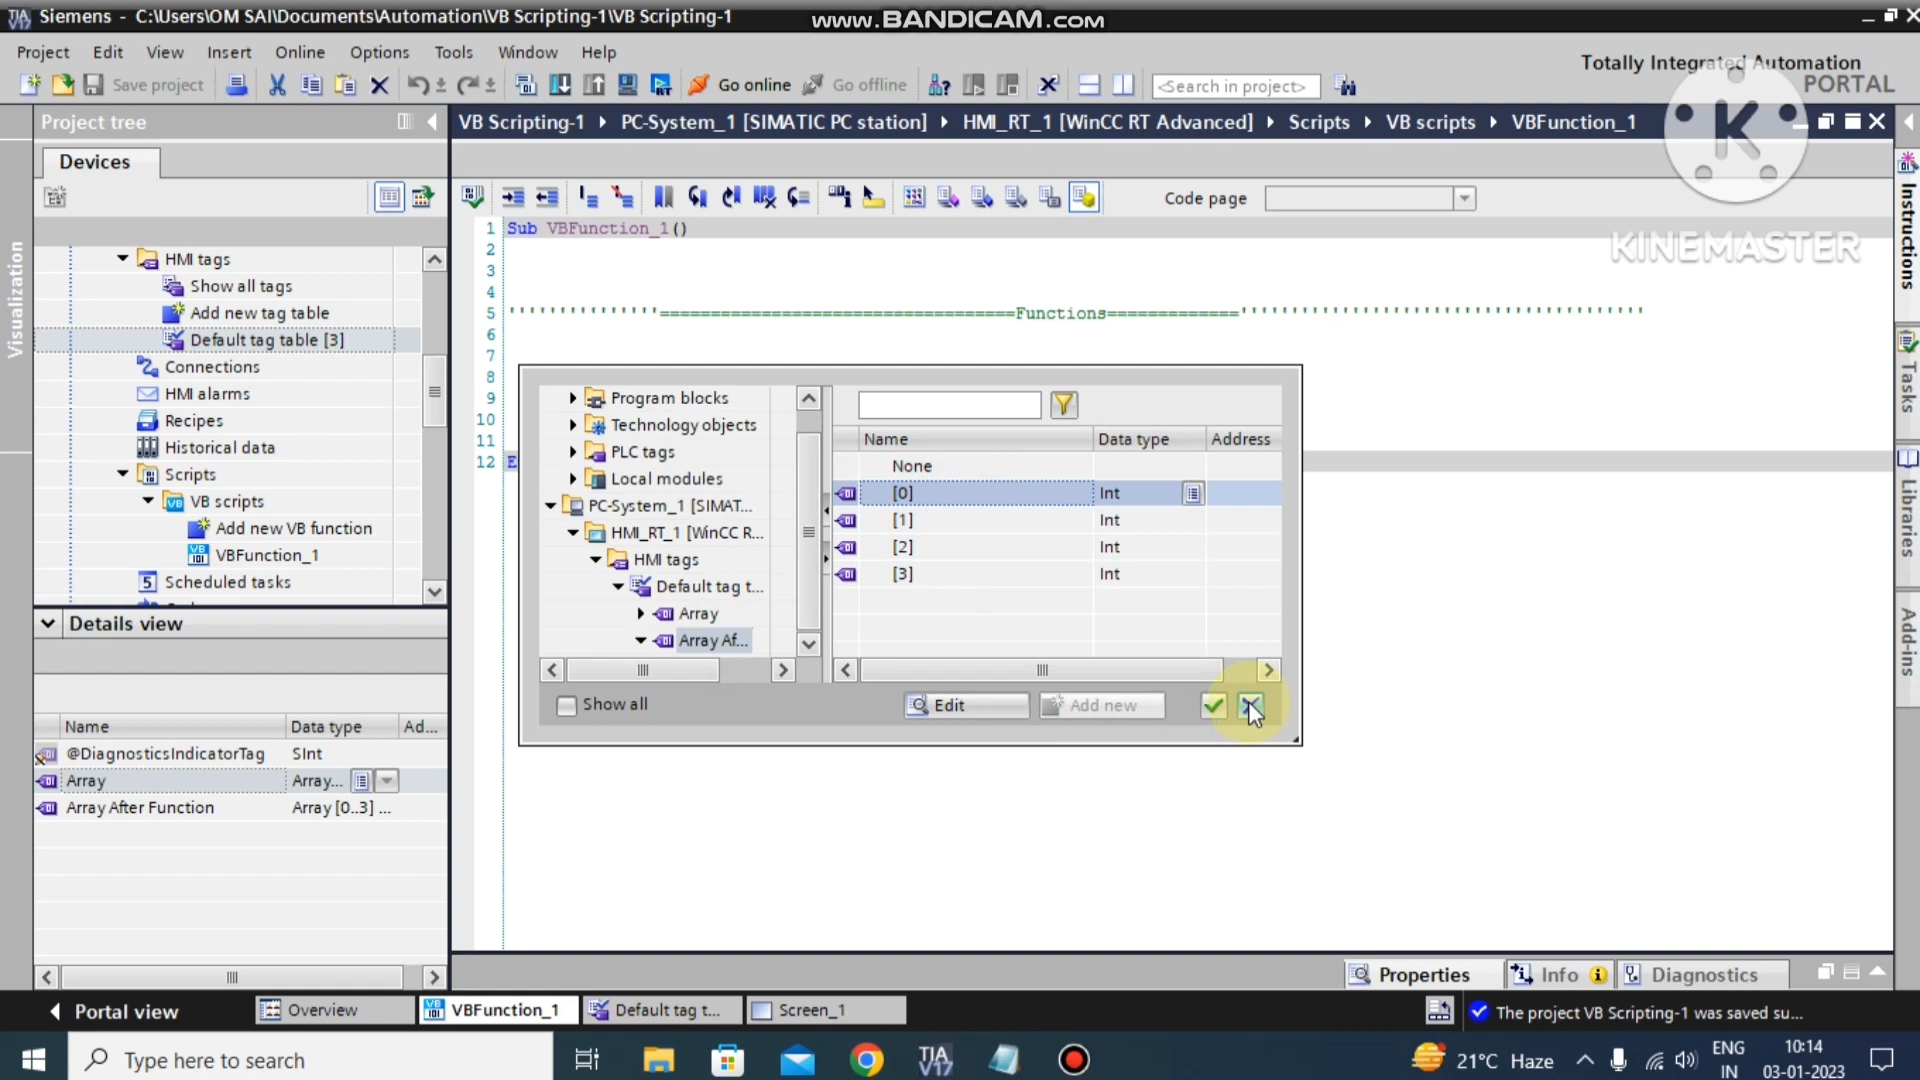 Siemens - C:\Users\OM SAI\Documents\Automation\VB Scripting-1\VB Scripting-1
www.BANDICAM.com
Project Edit View Insert Online Options Tools Window Help
Totally Integrated Automation
PORTAL
Save project
Go online
Go offline
<Search in project>
K
KINEMASTER
Project tree
VB Scripting-1 PC-System_1 [SIMATIC PC station] HMI_RT_1 [WinCC RT Advanced] Scripts VB scripts VBFunction_1
Devices
Code page
Visualization
HMI tags
Show all tags
Add new tag table
Default tag table [3]
Connections
HMI alarms
Recipes
Historical data
Scripts
VB scripts
Add new VB function
VBFunction_1
Scheduled tasks
1 Sub VBFunction_1()
2
3
4
5 '''''''''''''''===================================Functions=============''''''''''''''''''''''''''''''''''''''''
6
7
8
9
10
11
12 E
Program blocks
Technology objects
PLC tags
Local modules
PC-System_1 [SIMAT...
HMI_RT_1 [WinCC R...
HMI tags
Default tag t...
Array
Array Af...
Name Data type Address
None
[0] Int
[1] Int
[2] Int
[3] Int
Show all
Edit
Add new
Details view
Name Data type Ad...
@DiagnosticsIndicatorTag SInt
Array Array...
Array After Function Array [0..3] ...
Instructions
Tasks
Libraries
Add-ins
Properties Info Diagnostics
Portal view
Overview
VBFunction_1
Default tag t...
Screen_1
The project VB Scripting-1 was saved su...
Type here to search
TIA V17
21°C Haze
ENG
IN
10:14
03-01-2023